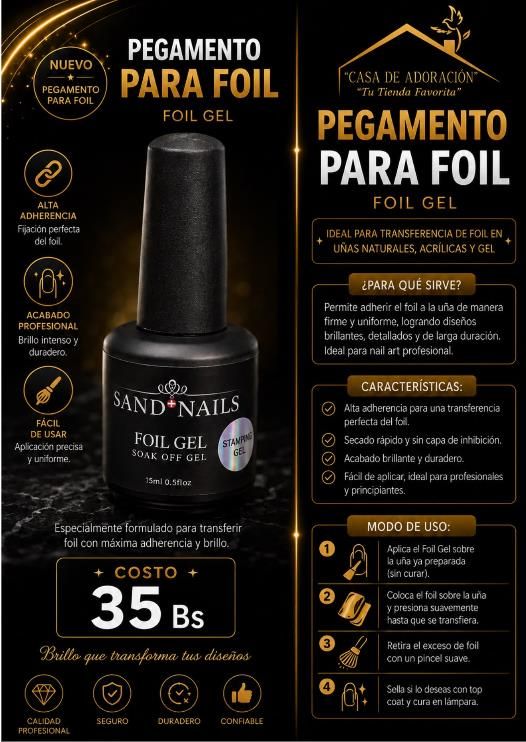 NUEVO
PEGAMENTO
PARA FOIL
PEGAMENTO
PARA FOIL
FOIL GEL
ALTA
ADHERENCIA
Fijación perfecta
del foil.
ACABADO
PROFESIONAL
Brillo intenso y
duradero.
FÁCIL
DE USAR
Aplicación precisa
y uniforme.
SAND NAILS
FOIL GEL
SOAK OFF GEL
STAMPING
GEL
15ml 0.5floz
Especialmente formulado para transferir
foil con máxima adherencia y brillo.
COSTO
35 Bs
Brillo que transforma tus diseños
CALIDAD
PROFESIONAL
SEGURO
DURADERO
CONFIABLE
"CASA DE ADORACIÓN"
"Tu Tienda Favorita"
PEGAMENTO
PARA FOIL
FOIL GEL
IDEAL PARA TRANSFERENCIA DE FOIL EN
UÑAS NATURALES, ACRÍLICAS Y GEL
¿PARA QUÉ SIRVE?
Permite adherir el foil a la uña de manera
firme y uniforme, logrando diseños
brillantes, detallados y de larga duración.
Ideal para nail art profesional.
CARACTERÍSTICAS:
Alta adherencia para una transferencia
perfecta del foil.
Secado rápido y sin capa de inhibición.
Acabado brillante y duradero.
Fácil de aplicar, ideal para profesionales
y principiantes.
MODO DE USO:
1 Aplica el Foil Gel sobre
la uña ya preparada
(sin curar).
2 Coloca el foil sobre la uña
y presiona suavemente
hasta que se transfiera.
3 Retira el exceso de foil
con un pincel suave.
4 Sella si lo deseas con top
coat y cura en lámpara.